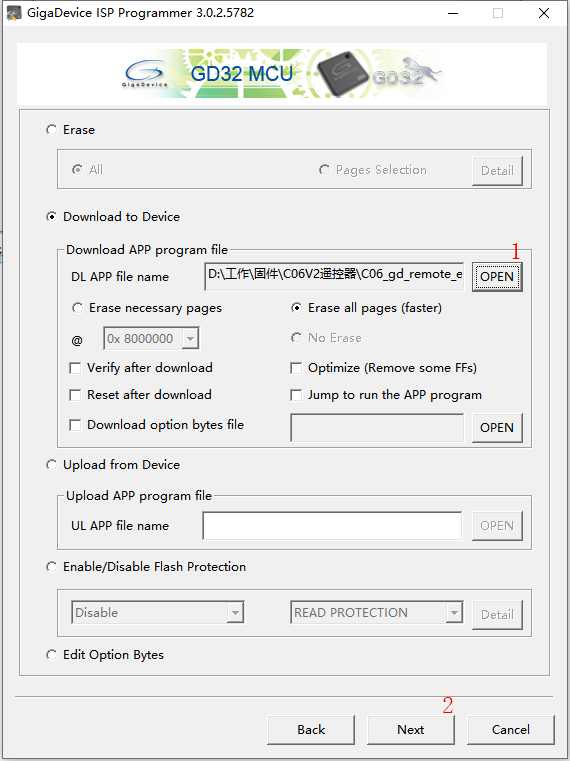 GigaDevice ISP Programmer 3.0.2.5782
GigaDevice
GD32 MCU
GD32
Erase
All
Pages Selection
Detail
Download to Device
Download APP program file
1
DL APP file name
D:\工作\固件\C06V2遥控器\C06_gd_remote_e
OPEN
Erase necessary pages
Erase all pages (faster)
@
0x 8000000
No Erase
Verify after download
Optimize (Remove some FFs)
Reset after download
Jump to run the APP program
Download option bytes file
OPEN
Upload from Device
Upload APP program file
UL APP file name
OPEN
Enable/Disable Flash Protection
Disable
READ PROTECTION
Detail
Edit Option Bytes
2
Back
Next
Cancel